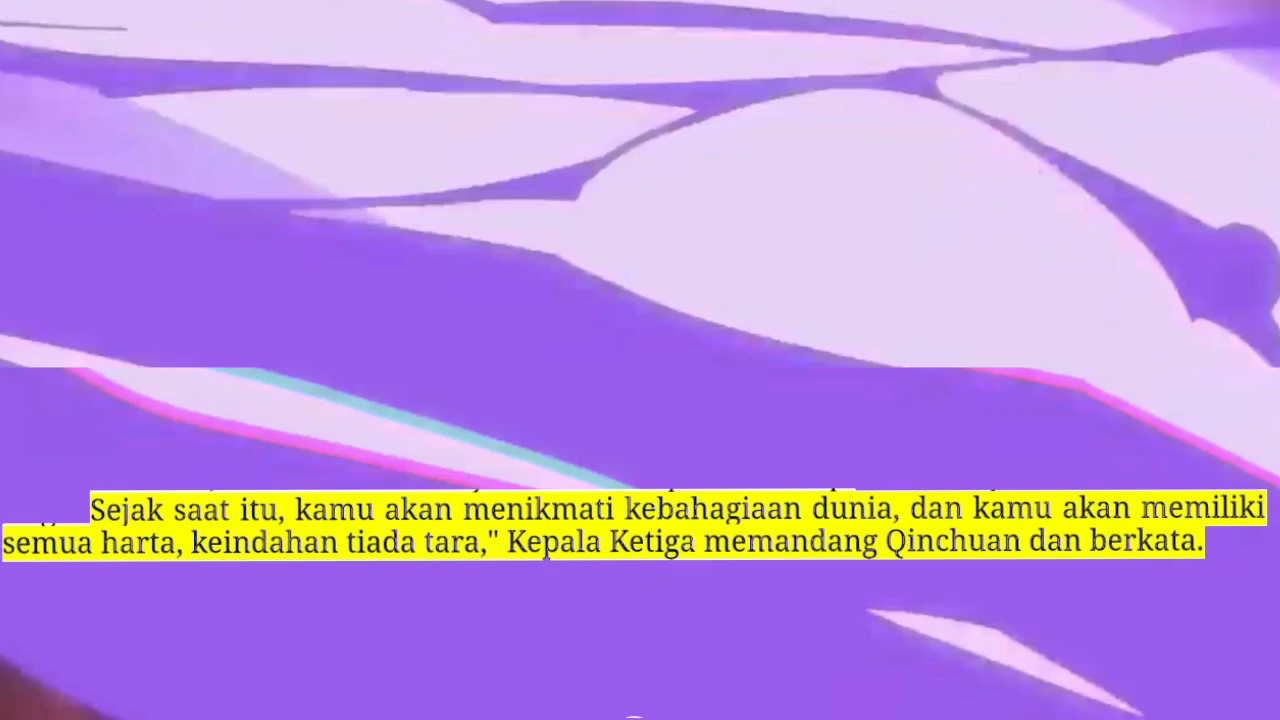 Sejak saat itu, kamu akan menikmati kebahagiaan dunia, dan kamu akan memiliki
semua harta, keindahan tiada tara," Kepala Ketiga memandang Qinchuan dan berkata.